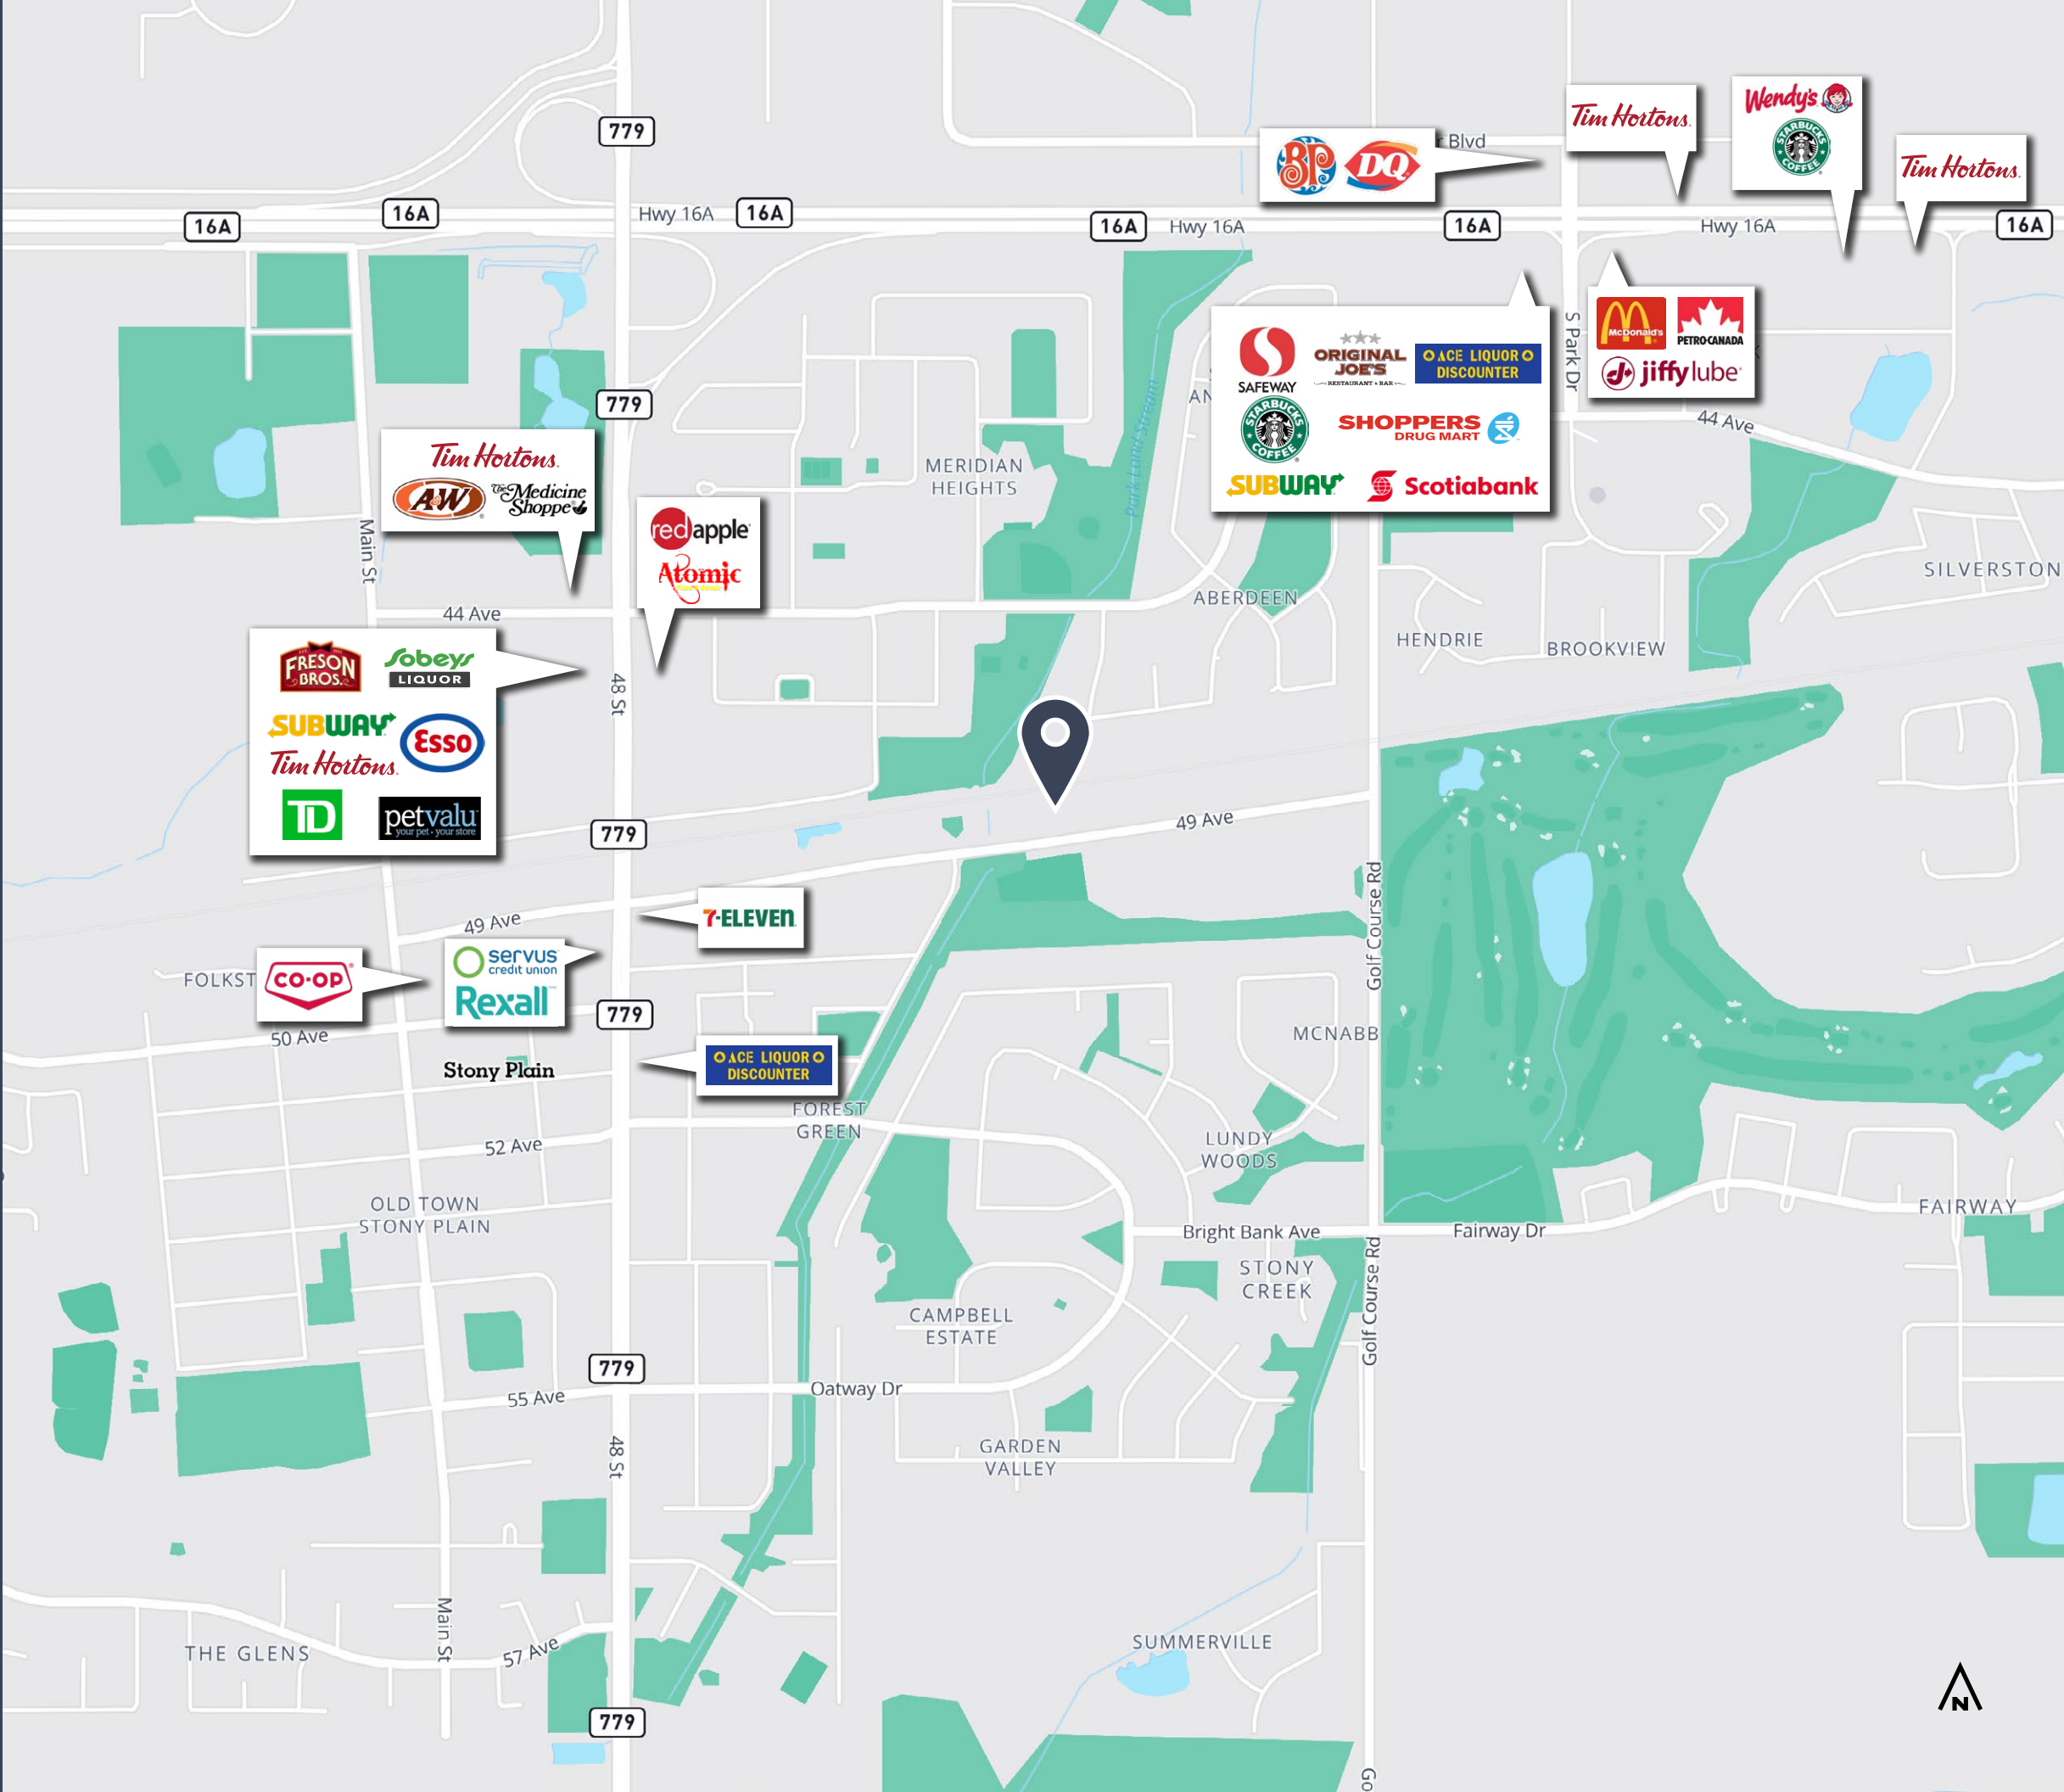 779
r Blvd
BP
DQ
Tim Hortons.
Wendy's
STARBUCKS
COFFEE
Tim Hortons.
16A
16A
Hwy 16A
16A
16A
Hwy 16A
16A
Hwy 16A
16A
SAFEWAY
ORIGINAL
JOE'S
RESTAURANT & BAR
ACE LIQUOR
DISCOUNTER
STARBUCKS
COFFEE
SHOPPERS
DRUG MART
SUBWAY
Scotiabank
McDonald's
PETRO-CANADA
jiffylube
S Park Dr
44 Ave
779
AN
Park Land Stream
MERIDIAN
HEIGHTS
Tim Hortons.
A&W
The Medicine
Shoppe
red apple
Atomic
Main St
44 Ave
ABERDEEN
HENDRIE
BROOKVIEW
SILVERSTON
FRESON
BROS.
Sobeys
LIQUOR
SUBWAY
Esso
Tim Hortons.
TD
petvalu
your pet - your store
48 St
779
49 Ave
49 Ave
7-ELEVEN
Golf Course Rd
FOLKST
CO-OP
servus
credit union
Rexall
779
50 Ave
Stony Plain
ACE LIQUOR
DISCOUNTER
MCNABB
FOREST
GREEN
52 Ave
LUNDY
WOODS
OLD TOWN
STONY PLAIN
Bright Bank Ave
Fairway Dr
FAIRWAY
STONY
CREEK
Golf Course Rd
CAMPBELL
ESTATE
779
55 Ave
Oatway Dr
48 St
GARDEN
VALLEY
Main St
THE GLENS
57 Ave
SUMMERVILLE
N
779
Go